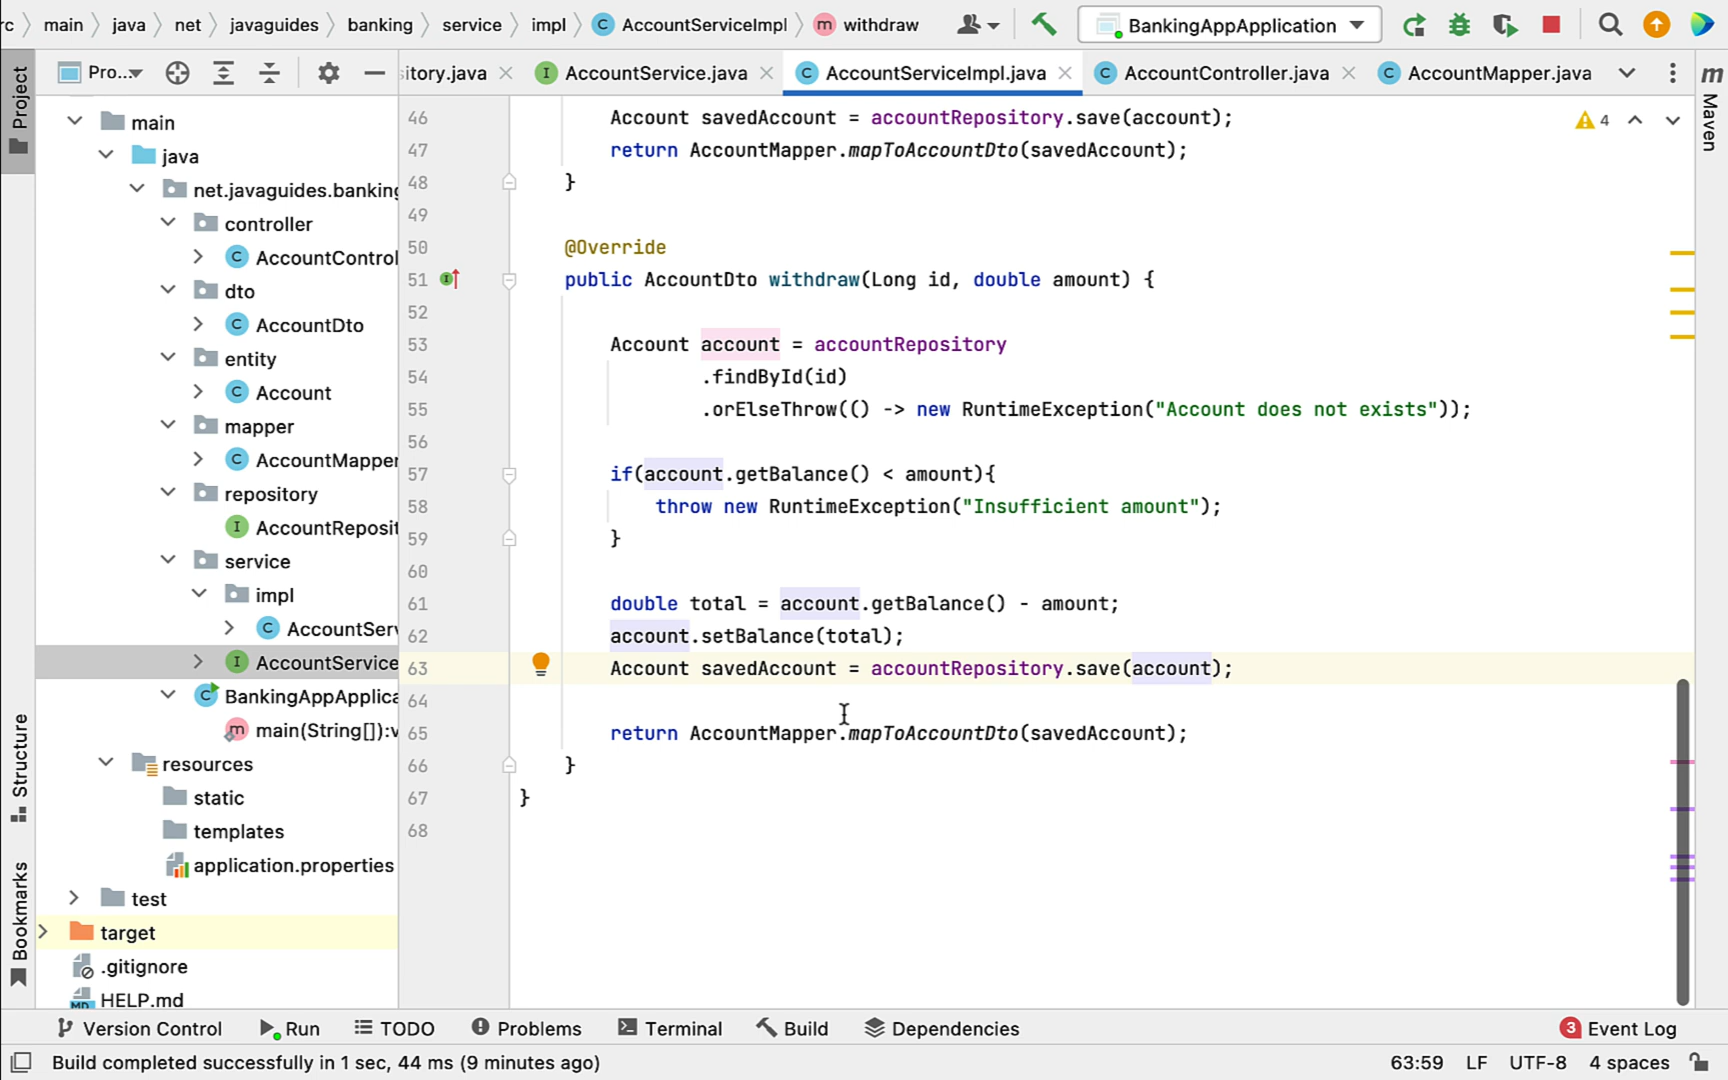 rc main java net javaguides banking service impl AccountServiceImpl withdraw BankingAppApplication
Pro... itory.java AccountService.java AccountServiceImpl.java AccountController.java AccountMapper.java
Project
Structure
Bookmarks
main
java
net.javaguides.banking
controller
AccountControl
dto
AccountDto
entity
Account
mapper
AccountMapper
repository
AccountReposit
service
impl
AccountServ
AccountService
BankingAppApplica
main(String[]):v
resources
static
templates
application.properties
test
target
.gitignore
HELP.md
46 Account savedAccount = accountRepository.save(account);
47 return AccountMapper.mapToAccountDto(savedAccount);
48 }
49
50 @Override
51 public AccountDto withdraw(Long id, double amount) {
52
53 Account account = accountRepository
54 .findById(id)
55 .orElseThrow(() -> new RuntimeException("Account does not exists"));
56
57 if(account.getBalance() < amount){
58 throw new RuntimeException("Insufficient amount");
59 }
60
61 double total = account.getBalance() - amount;
62 account.setBalance(total);
63 Account savedAccount = accountRepository.save(account);
64
65 return AccountMapper.mapToAccountDto(savedAccount);
66 }
67 }
68
4
m
Maven
Version Control Run TODO Problems Terminal Build Dependencies 3 Event Log
Build completed successfully in 1 sec, 44 ms (9 minutes ago) 63:59 LF UTF-8 4 spaces